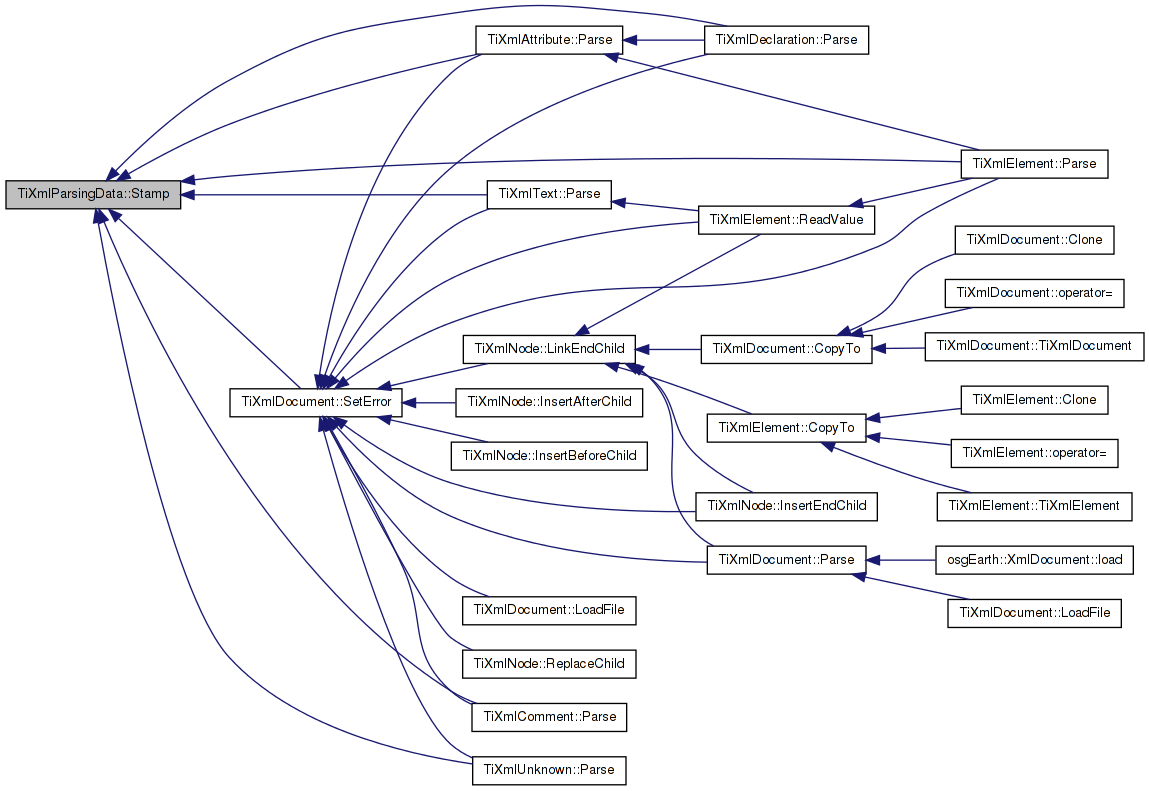 TiXmlParsingData::Stamp
TiXmlAttribute::Parse
TiXmlDeclaration::Parse
TiXmlElement::Parse
TiXmlText::Parse
TiXmlElement::ReadValue
TiXmlDocument::Clone
TiXmlDocument::operator=
TiXmlNode::LinkEndChild
TiXmlDocument::CopyTo
TiXmlDocument::TiXmlDocument
TiXmlDocument::SetError
TiXmlNode::InsertAfterChild
TiXmlElement::CopyTo
TiXmlElement::Clone
TiXmlNode::InsertBeforeChild
TiXmlElement::operator=
TiXmlNode::InsertEndChild
TiXmlElement::TiXmlElement
TiXmlDocument::Parse
osgEarth::XmlDocument::load
TiXmlDocument::LoadFile
TiXmlDocument::LoadFile
TiXmlNode::ReplaceChild
TiXmlComment::Parse
TiXmlUnknown::Parse